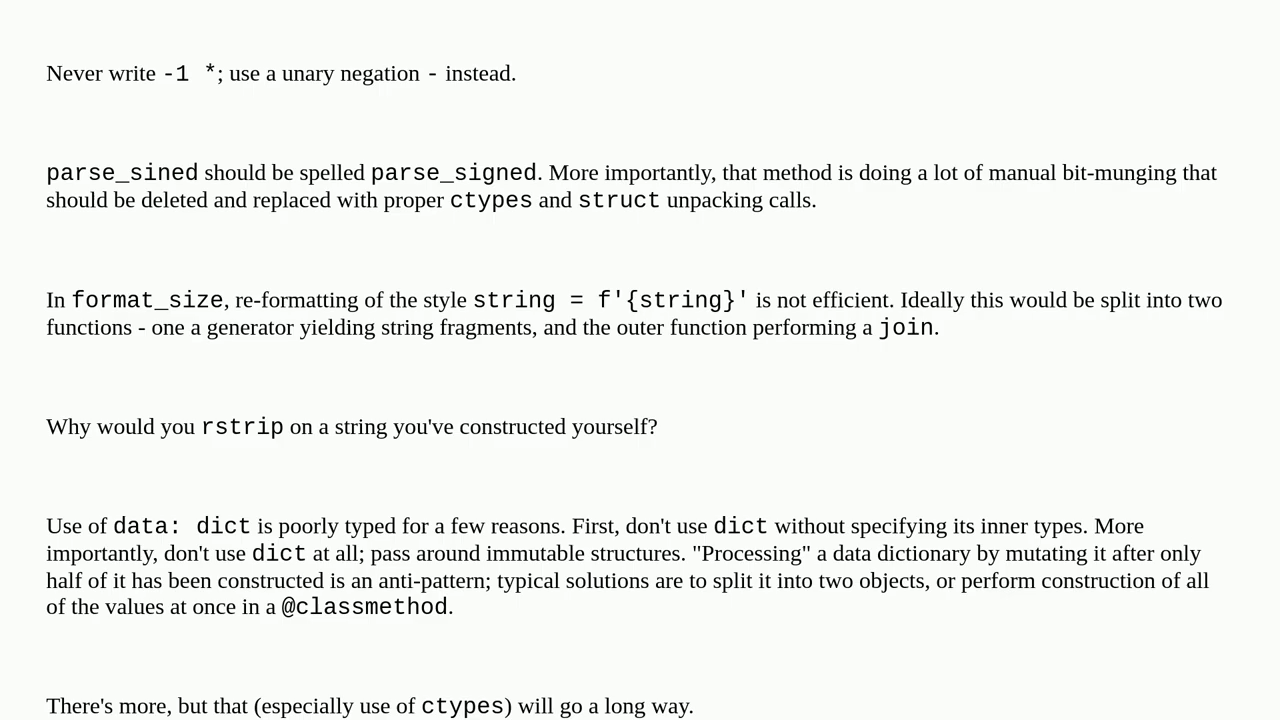 Never write -1 *; use a unary negation - instead.
parse_sined should be spelled parse_signed. More importantly, that method is doing a lot of manual bit-munging that
should be deleted and replaced with proper ctypes and struct unpacking calls.
In format_size, re-formatting of the style string = f'{string}' is not efficient. Ideally this would be split into two
functions - one a generator yielding string fragments, and the outer function performing a join.
Why would you rstrip on a string you've constructed yourself?
Use of data: dict is poorly typed for a few reasons. First, don't use dict without specifying its inner types. More
importantly, don't use dict at all; pass around immutable structures. "Processing" a data dictionary by mutating it after only
half of it has been constructed is an anti-pattern; typical solutions are to split it into two objects, or perform construction of all
of the values at once in a @classmethod.
There's more, but that (especially use of ctypes) will go a long way.